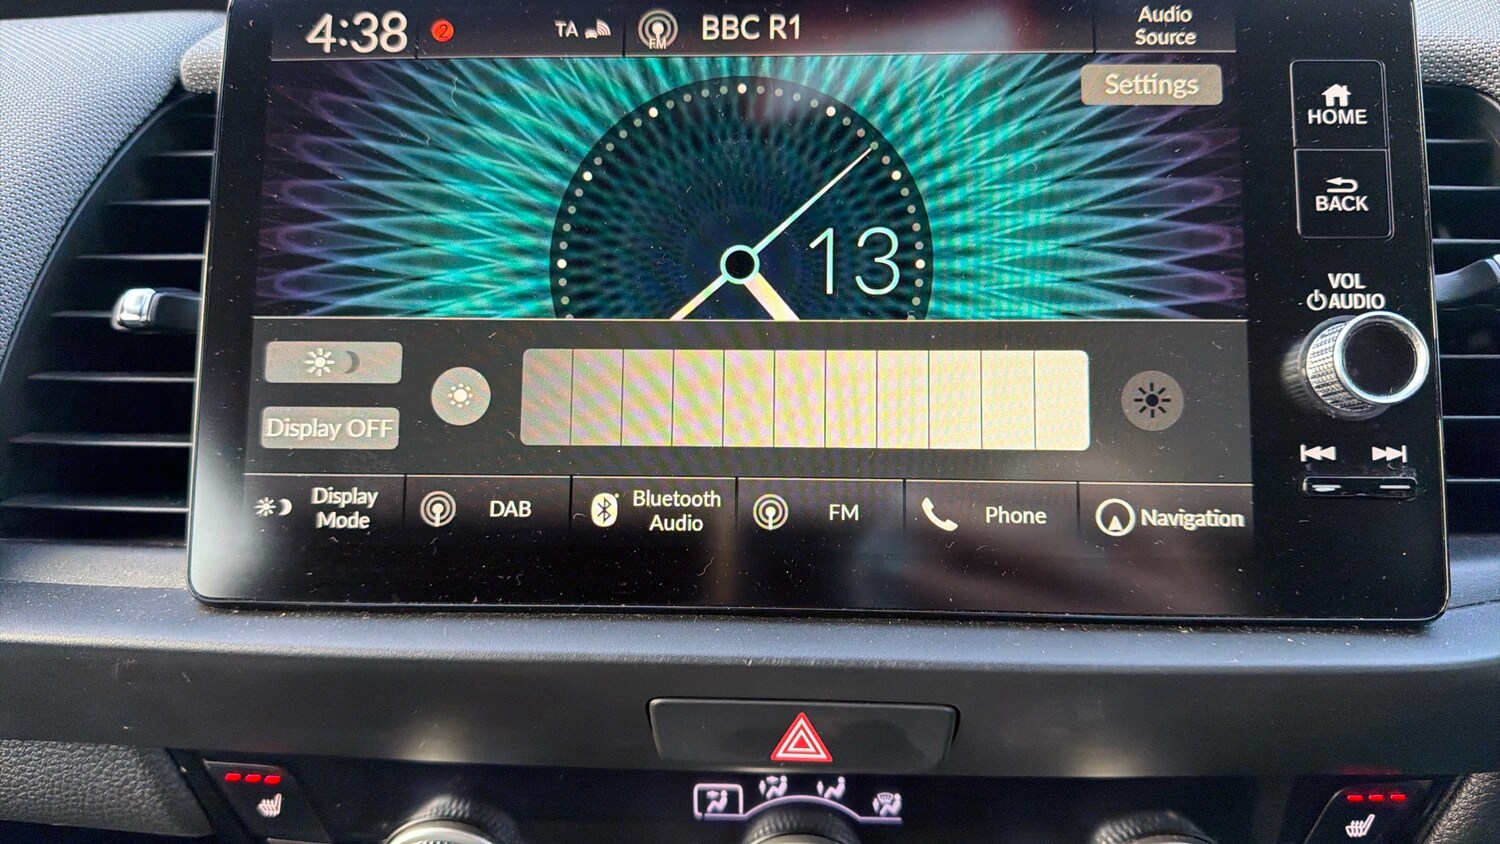 4:38
2
TA
FM
BBC R1
Audio
Source
Settings
13
HOME
BACK
VOL
AUDIO
Display OFF
Display
Mode
DAB
Bluetooth
Audio
FM
Phone
Navigation